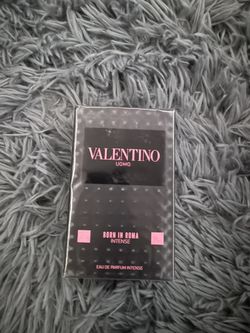 VALENTINO
UOMO
BORN IN ROMA
INTENSE
EAU DE PARFUM INTENSE